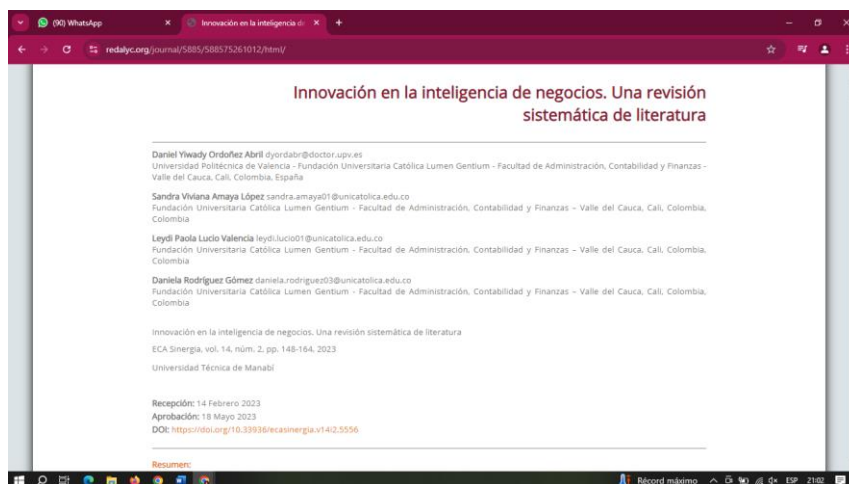 (90) WhatsApp
Innovación en la inteligencia de
redalyc.org/journal/5885/588575261012/html/
Innovación en la inteligencia de negocios. Una revisión
sistemática de literatura
Daniel Yiwady Ordoñez Abril dyordabr@doctor.upv.es
Universidad Politécnica de Valencia - Fundación Universitaria Católica Lumen Gentium - Facultad de Administración, Contabilidad y Finanzas -
Valle del Cauca, Cali, Colombia, España
Sandra Viviana Amaya López sandra.amaya01@unicatolica.edu.co
Fundación Universitaria Católica Lumen Gentium - Facultad de Administración, Contabilidad y Finanzas – Valle del Cauca, Cali, Colombia,
Colombia
Leydi Paola Lucio Valencia leydi.lucio01@unicatolica.edu.co
Fundación Universitaria Católica Lumen Gentium - Facultad de Administración, Contabilidad y Finanzas – Valle del Cauca, Cali, Colombia,
Colombia
Daniela Rodríguez Gómez daniela.rodriguez03@unicatolica.edu.co
Fundación Universitaria Católica Lumen Gentium - Facultad de Administración, Contabilidad y Finanzas – Valle del Cauca, Cali, Colombia,
Colombia
Innovación en la inteligencia de negocios. Una revisión sistemática de literatura
ECA Sinergia, vol. 14, núm. 2, pp. 148-164, 2023
Universidad Técnica de Manabí
Recepción: 14 Febrero 2023
Aprobación: 18 Mayo 2023
DOI: https://doi.org/10.33936/ecasinergia.v14i2.5556
Resumen:
Récord máximo
ESP
21:02